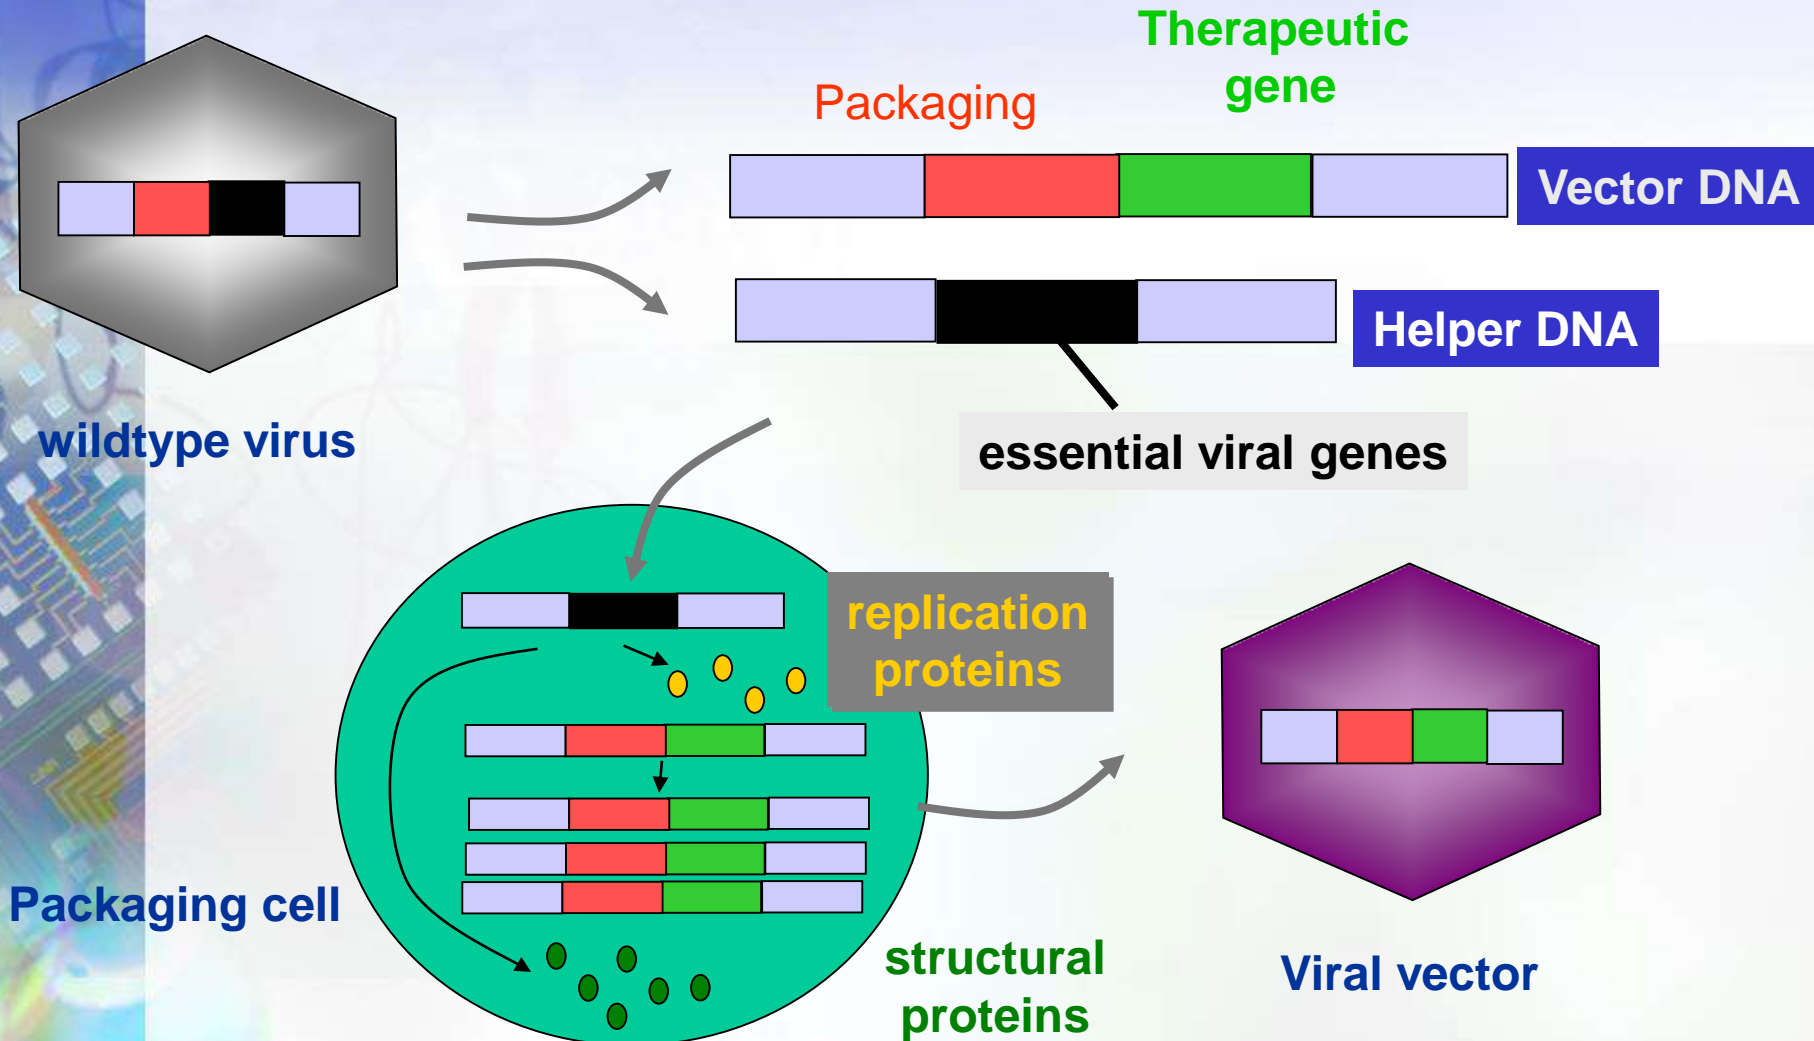 Therapeutic
gene
Packaging
Vector DNA
Helper DNA
wildtype virus
essential viral genes
replication
proteins
Packaging cell
structural
proteins
Viral vector